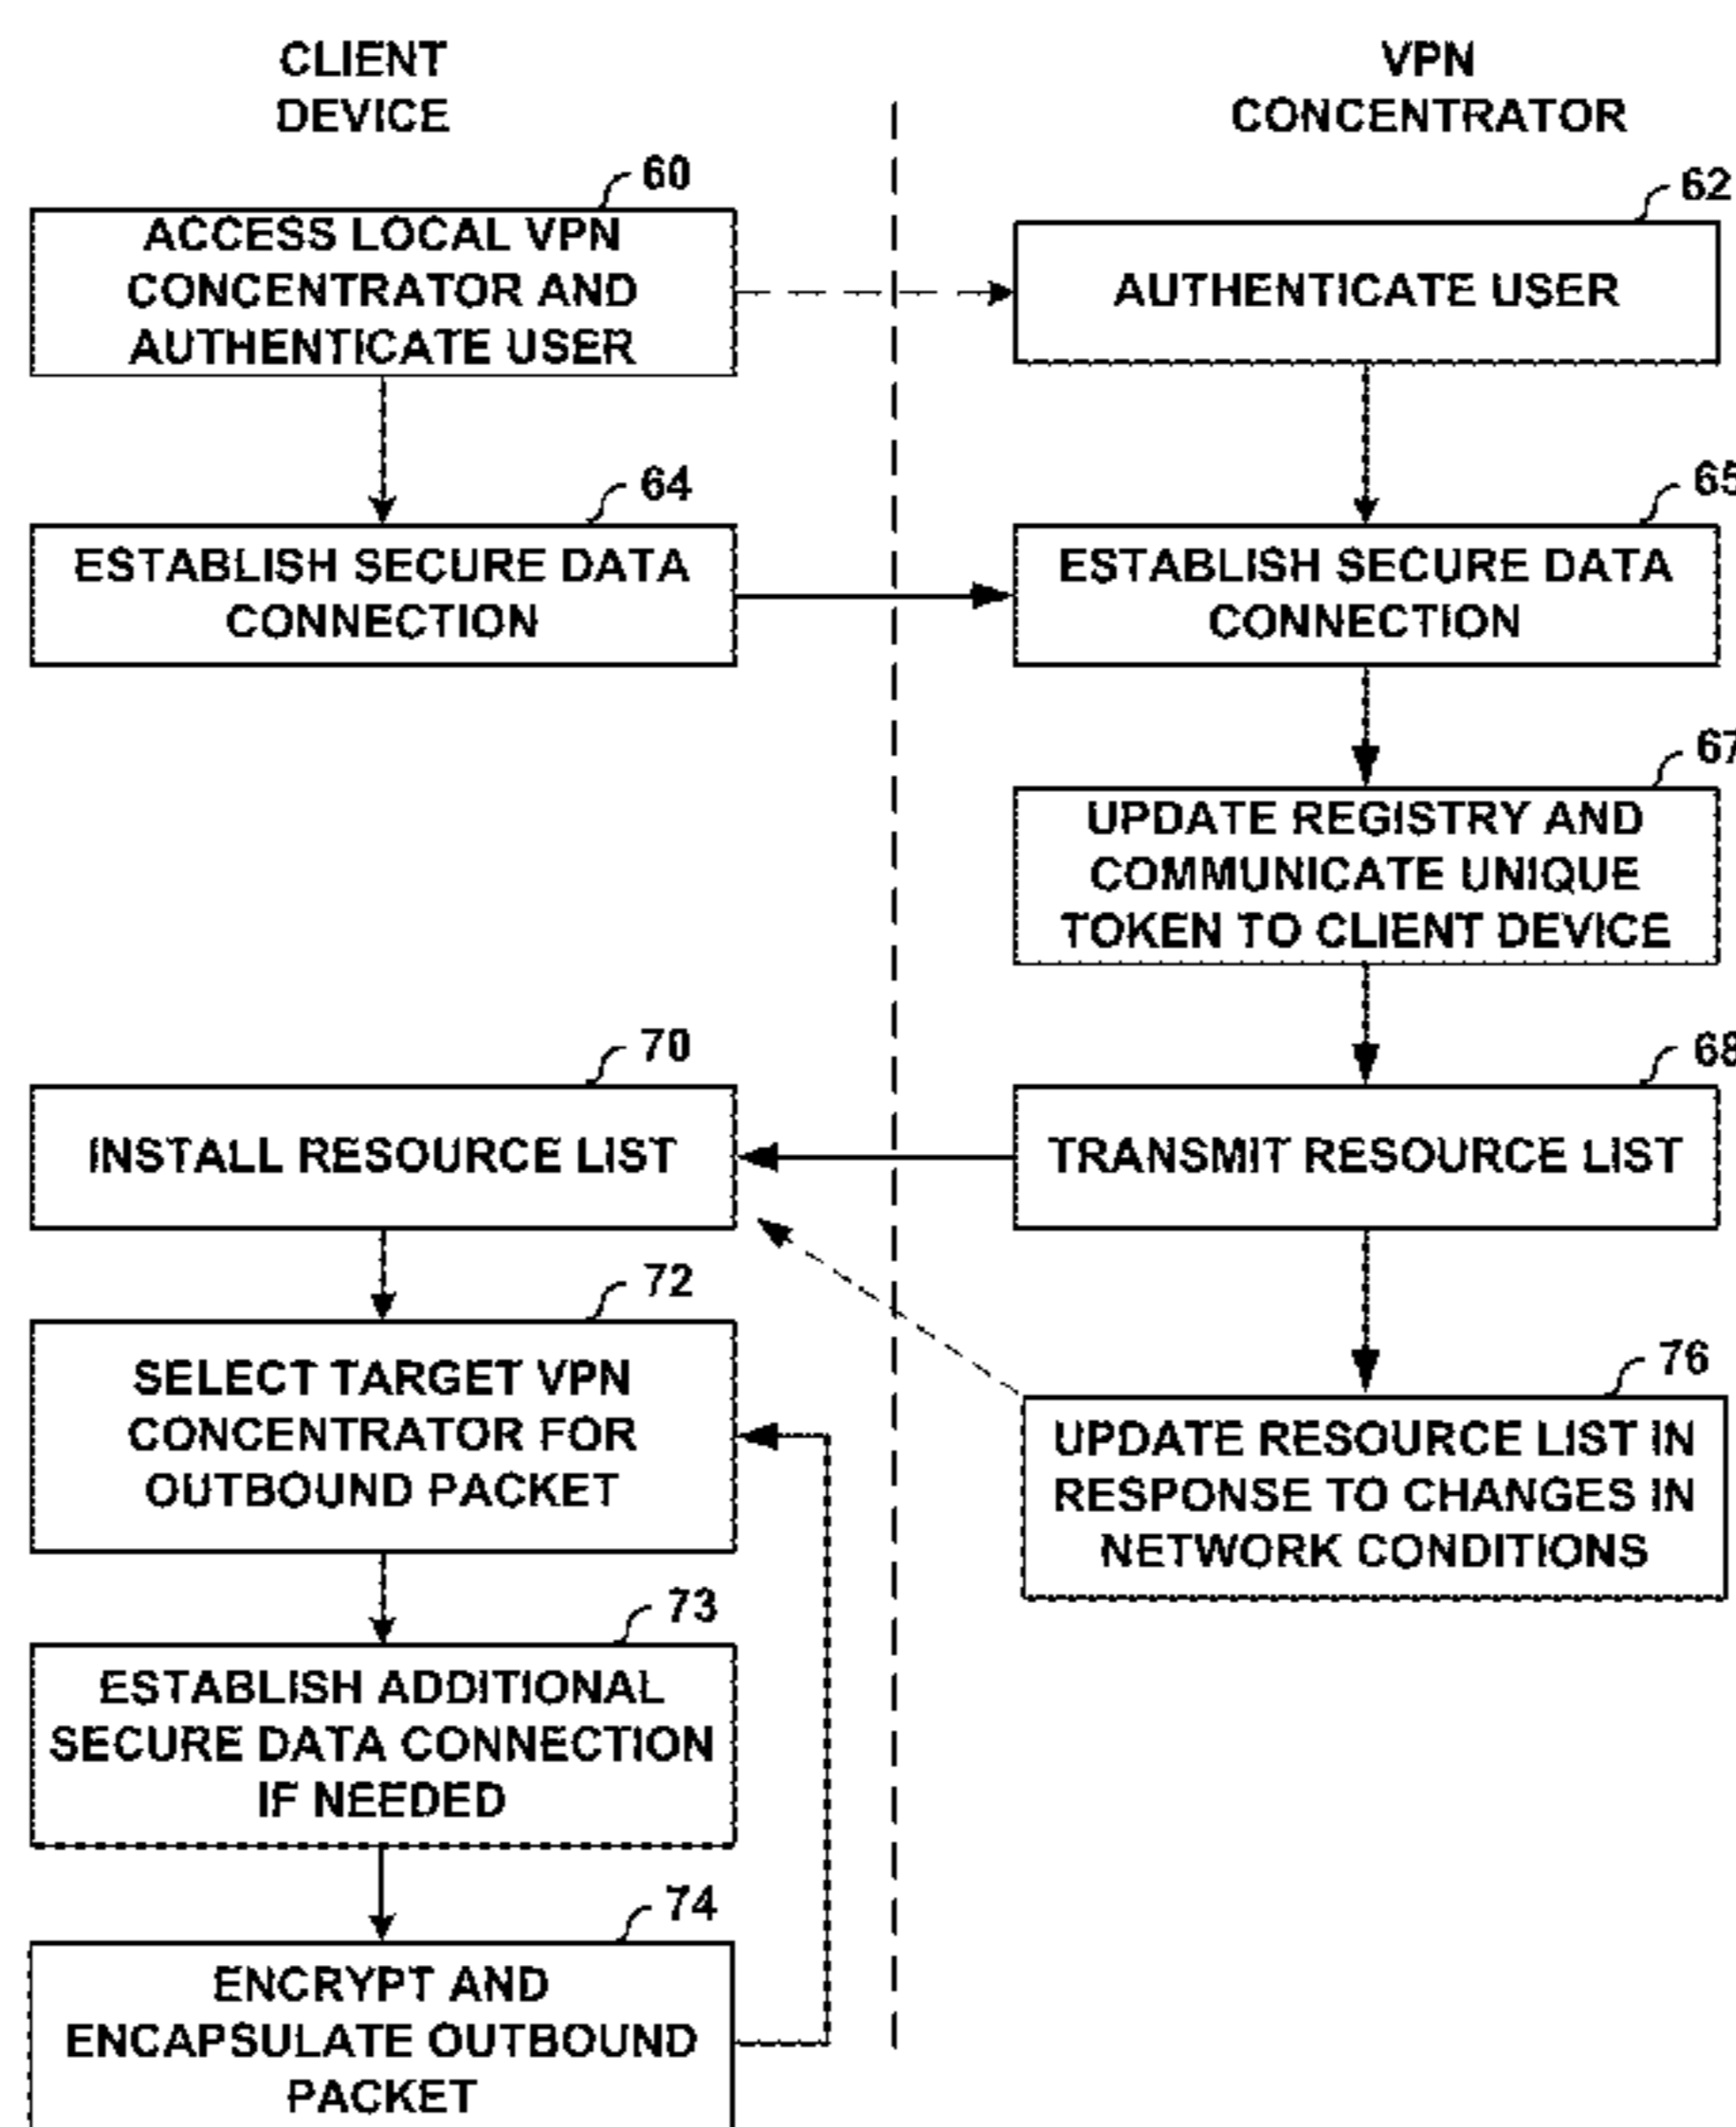 CLIENT
DEVICE
VPN
CONCENTRATOR
60
ACCESS LOCAL VPN
CONCENTRATOR AND
AUTHENTICATE USER
62
AUTHENTICATE USER
64
ESTABLISH SECURE DATA
CONNECTION
65
ESTABLISH SECURE DATA
CONNECTION
67
UPDATE REGISTRY AND
COMMUNICATE UNIQUE
TOKEN TO CLIENT DEVICE
70
INSTALL RESOURCE LIST
68
TRANSMIT RESOURCE LIST
72
SELECT TARGET VPN
CONCENTRATOR FOR
OUTBOUND PACKET
76
UPDATE RESOURCE LIST IN
RESPONSE TO CHANGES IN
NETWORK CONDITIONS
73
ESTABLISH ADDITIONAL
SECURE DATA CONNECTION
IF NEEDED
74
ENCRYPT AND
ENCAPSULATE OUTBOUND
PACKET